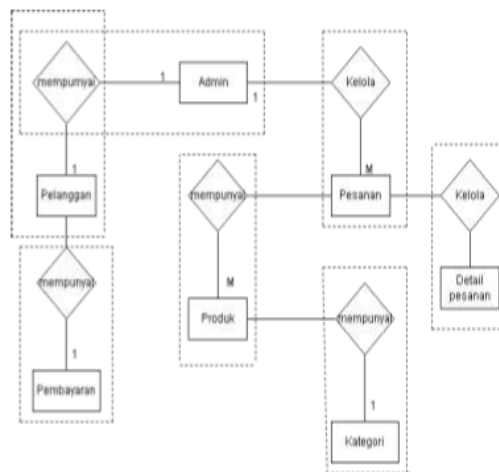 mempunyai
1
Admin
1
Kelola
1
M
Pelanggan
mempunyai
Pesanan
Kelola
mempunyai
M
Detail
pesanan
Produk
mempunyai
1
Pembayaran
1
Kategori